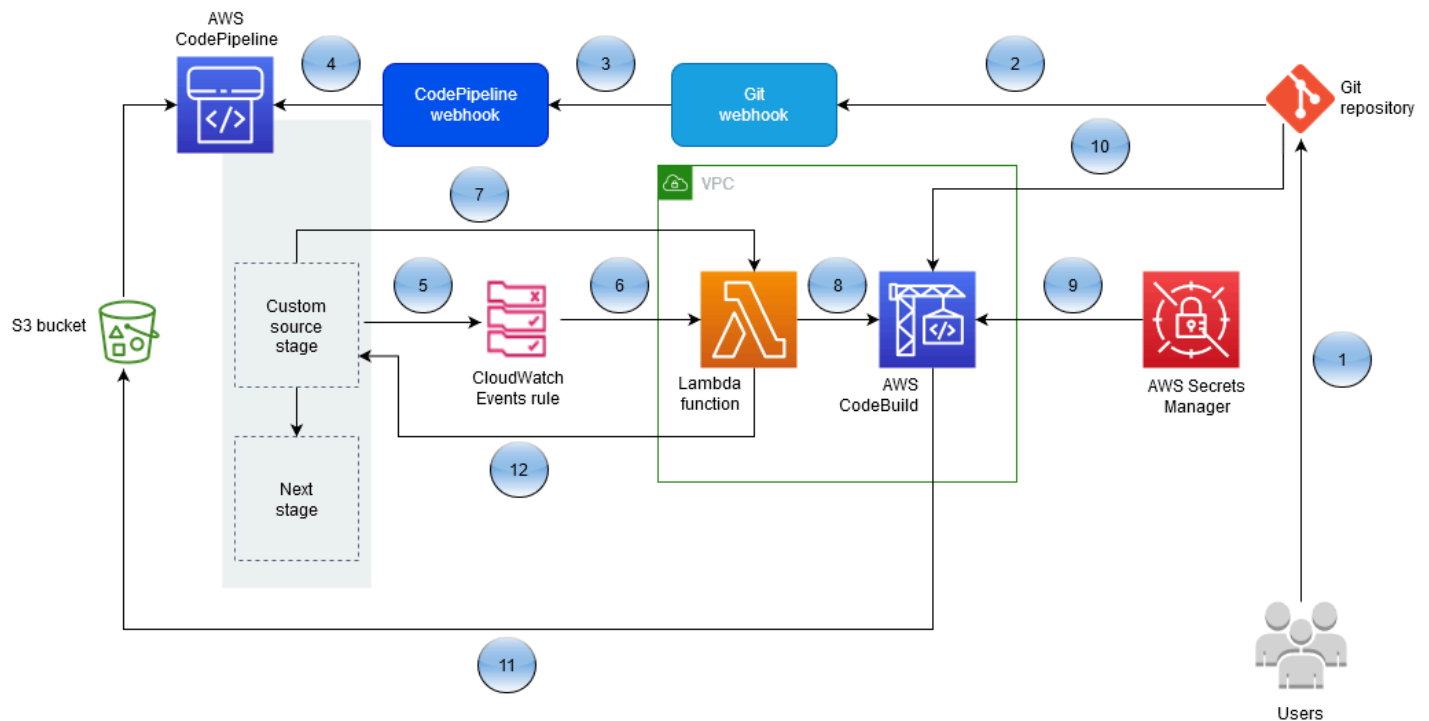 AWS
CodePipeline
4
3
2
CodePipeline
webhook
Git
webhook
Git
repository
10
7
VPC
5
6
8
9
Custom
source
stage
S3 bucket
CloudWatch
Events rule
Lambda
function
AWS
CodeBuild
AWS Secrets
Manager
1
12
Next
stage
11
Users